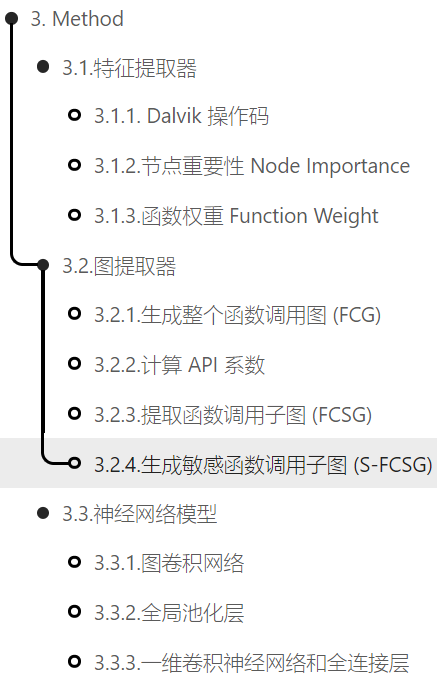 3. Method
3.1.特征提取器
3.1.1. Dalvik 操作码
3.1.2.节点重要性 Node Importance
3.1.3.函数权重 Function Weight
3.2.图提取器
3.2.1.生成整个函数调用图 (FCG)
3.2.2.计算 API 系数
3.2.3.提取函数调用子图 (FCSG)
3.2.4.生成敏感函数调用子图 (S-FCSG)
3.3.神经网络模型
3.3.1.图卷积网络
3.3.2.全局池化层
3.3.3.一维卷积神经网络和全连接层